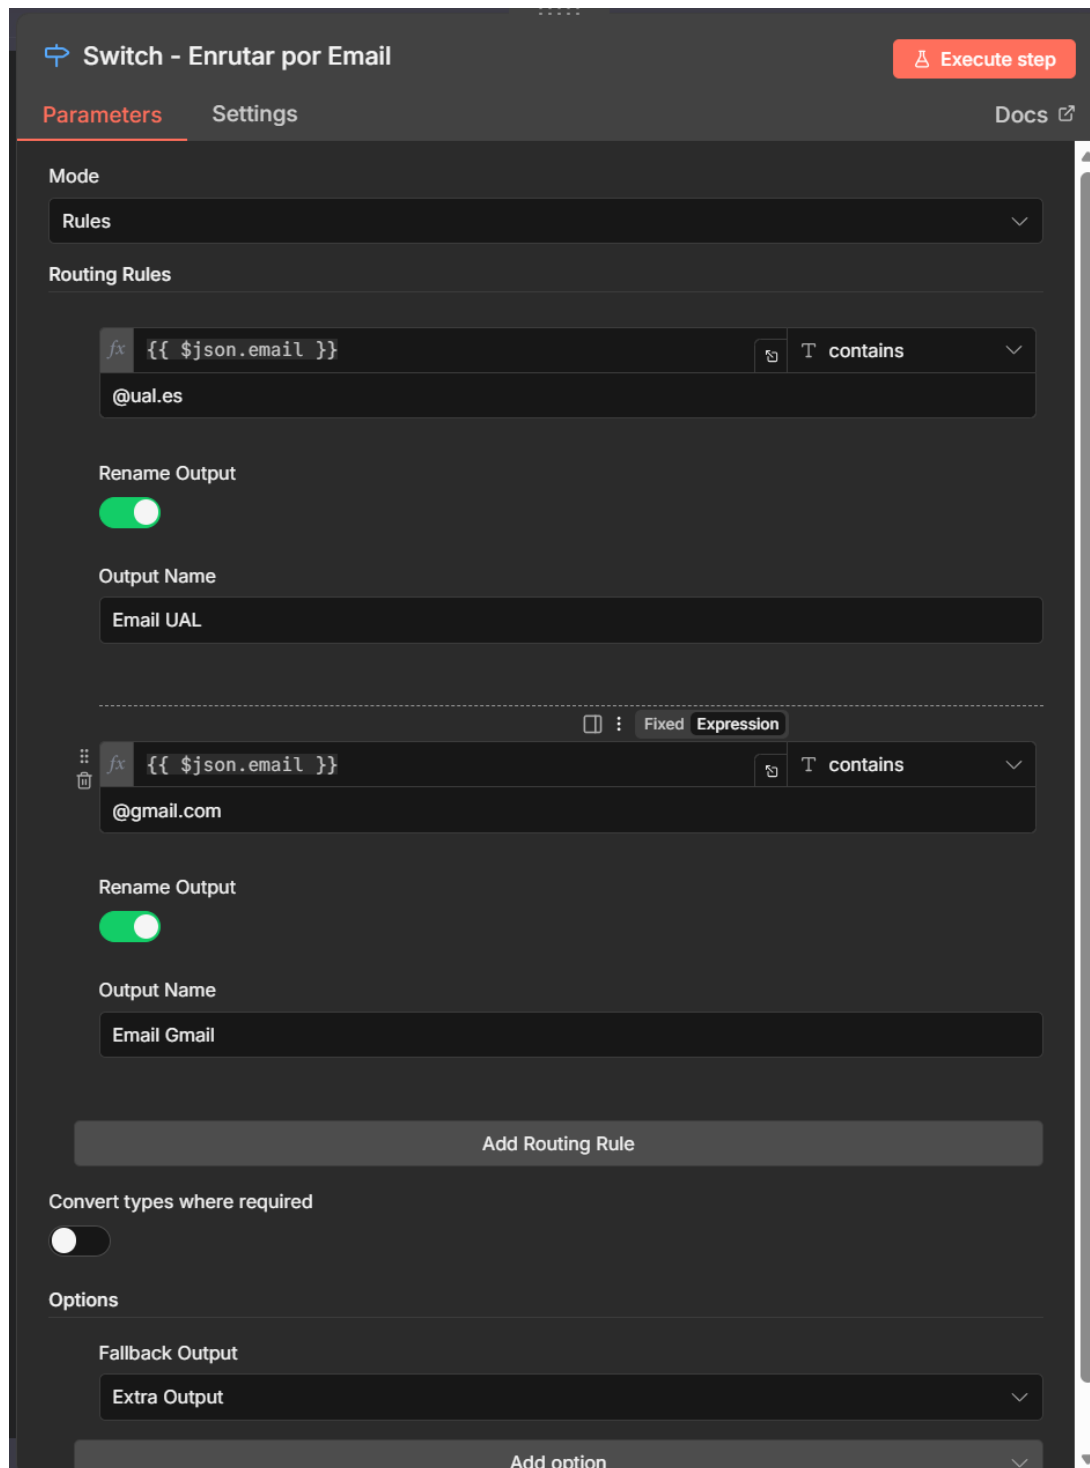 Switch - Enrutar por Email
Execute step
Parameters
Settings
Docs
Mode
Rules
Routing Rules
fx
{{ $json.email }}
T contains
@ual.es
Rename Output
Output Name
Email UAL
Fixed
Expression
fx
{{ $json.email }}
T contains
@gmail.com
Rename Output
Output Name
Email Gmail
Add Routing Rule
Convert types where required
Options
Fallback Output
Extra Output
Add option